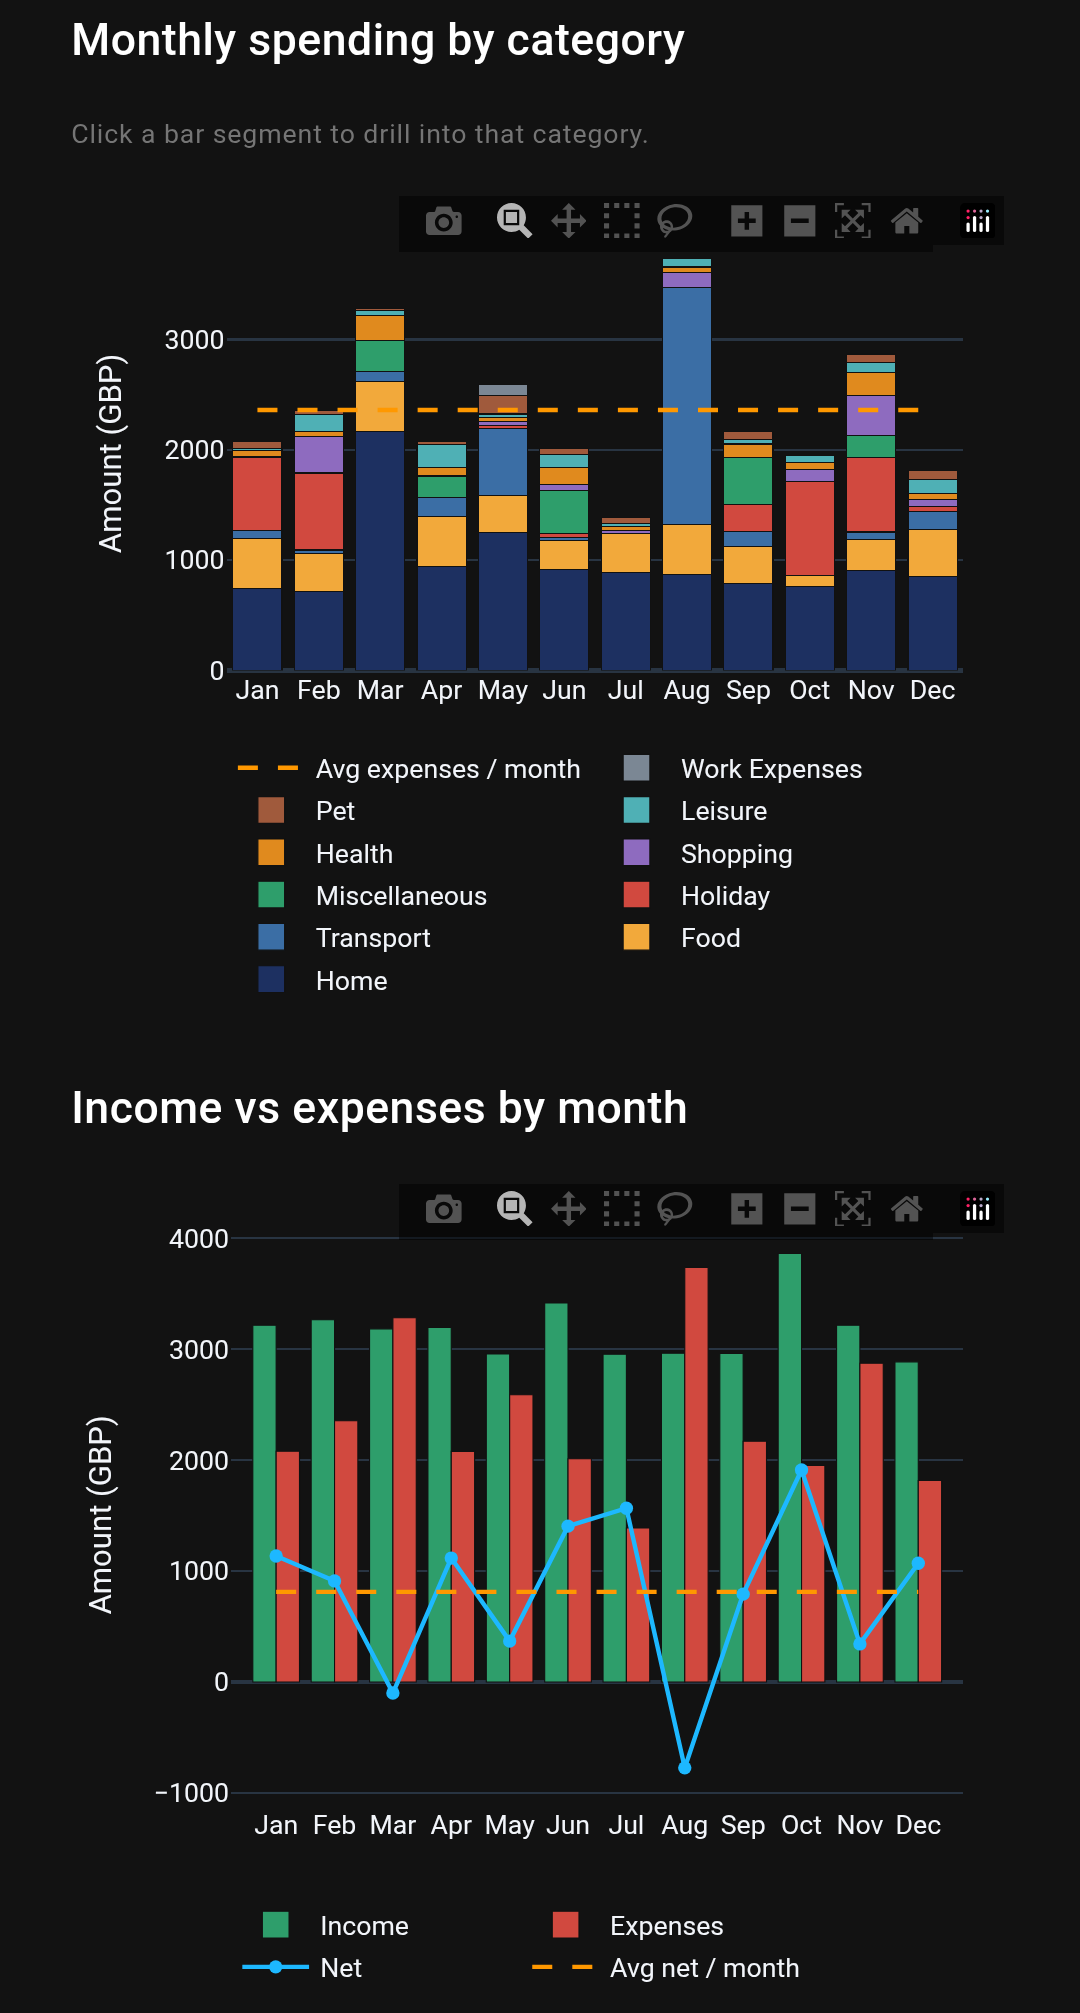 Monthly spending by category
Click a bar segment to drill into that category.
Amount (GBP)
3000
2000
1000
0
Jan Feb Mar Apr May Jun Jul Aug Sep Oct Nov Dec
Avg expenses / month Work Expenses
Pet Leisure
Health Shopping
Miscellaneous Holiday
Transport Food
Home
Income vs expenses by month
Amount (GBP)
4000
3000
2000
1000
0
−1000
Jan Feb Mar Apr May Jun Jul Aug Sep Oct Nov Dec
Income Expenses
Net Avg net / month